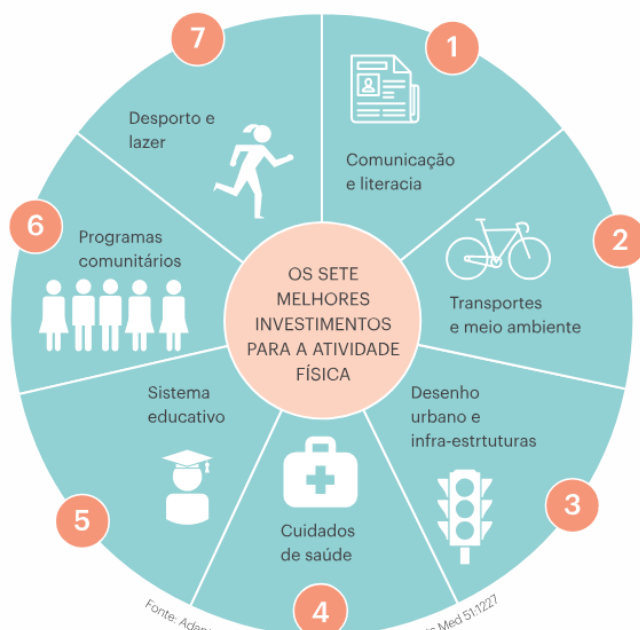 OS SETE
MELHORES
INVESTIMENTOS
PARA A ATIVIDADE
FÍSICA
1
Comunicação
e literacia
2
Transportes
e meio ambiente
3
Desenho
urbano e
infra-estrtuturas
4
Cuidados
de saúde
5
Sistema
educativo
6
Programas
comunitários
7
Desporto e
lazer
Fonte:
Med 51:1227